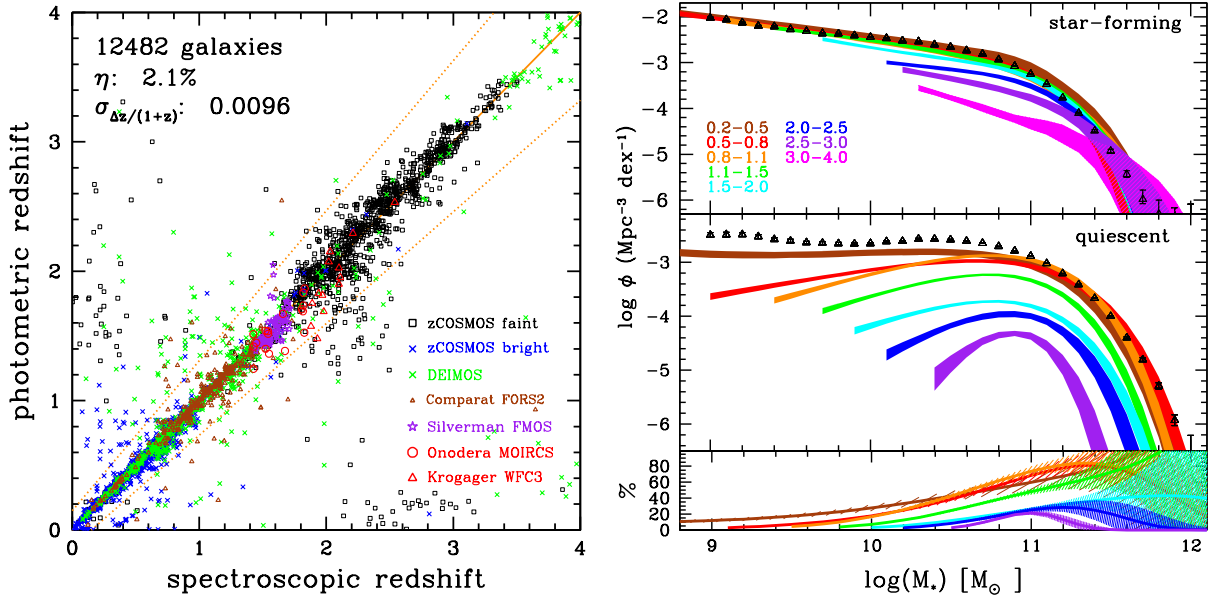 12482 galaxies
η: 2.1%
σΔz/(1+z): 0.0096
photometric redshift
4
3
2
1
0
zCOSMOS faint
zCOSMOS bright
DEIMOS
Comparat FORS2
Silverman FMOS
Onodera MOIRCS
Krogager WFC3
0 1 2 3 4
spectroscopic redshift
star-forming
−2
−3
−4
−5
−6
0.2−0.5 2.0−2.5
0.5−0.8 2.5−3.0
0.8−1.1 3.0−4.0
1.1−1.5
1.5−2.0
log ϕ (Mpc⁻³ dex⁻¹)
quiescent
−3
−4
−5
−6
%
80
60
40
20
0
9 10 11 12
log(M*) [M⊙ ]